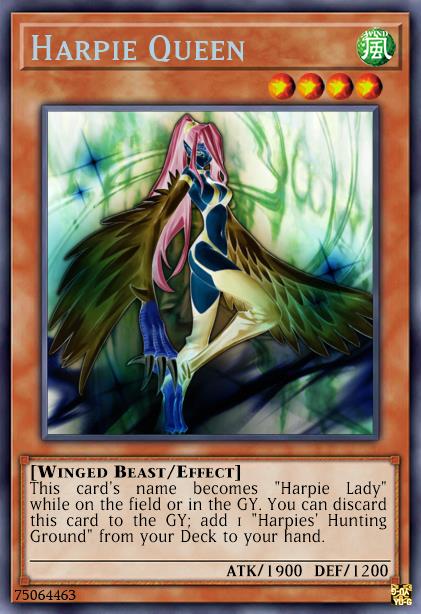 Harpie Queen
WIND
風
[Winged Beast/Effect]
This card's name becomes "Harpie Lady"
while on the field or in the GY. You can discard
this card to the GY; add 1 "Harpies' Hunting
Ground" from your Deck to your hand.
ATK/1900 DEF/1200
75064463